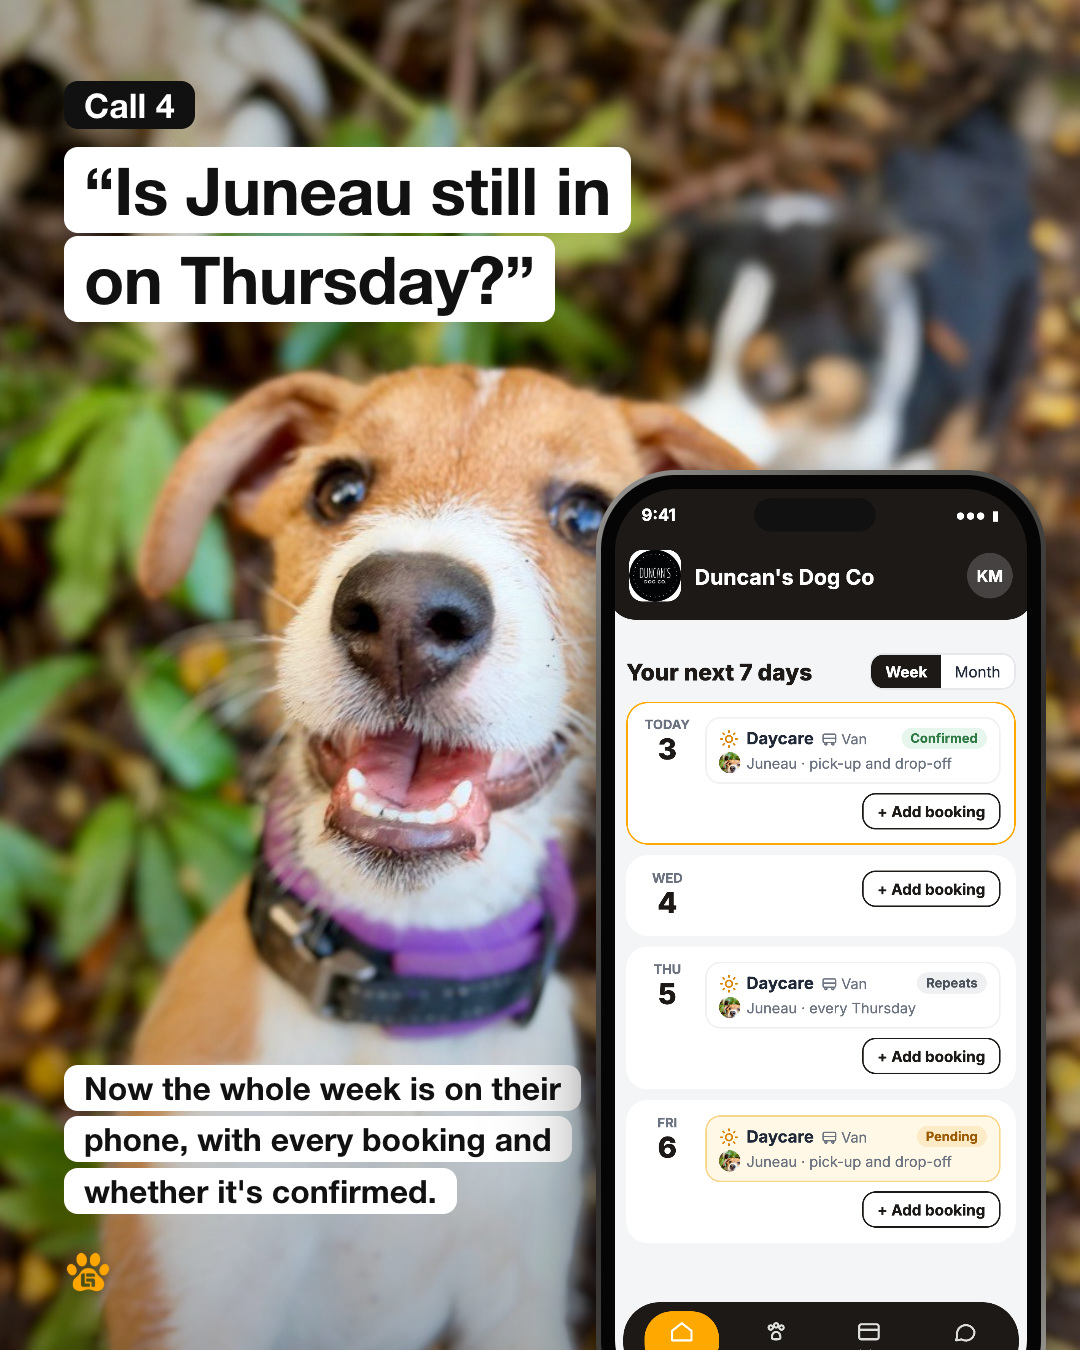 Call 4
“Is Juneau still in
on Thursday?”
9:41
DUNCAN'S
DOG CO.
Duncan's Dog Co
KM
Your next 7 days
Week
Month
TODAY
3
Daycare
Van
Confirmed
Juneau · pick-up and drop-off
+ Add booking
WED
4
+ Add booking
THU
5
Daycare
Van
Repeats
Juneau · every Thursday
+ Add booking
FRI
6
Daycare
Van
Pending
Juneau · pick-up and drop-off
+ Add booking
Now the whole week is on their
phone, with every booking and
whether it's confirmed.